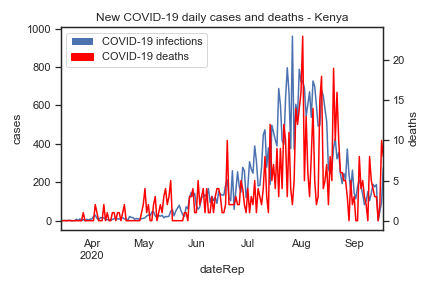 New COVID-19 daily cases and deaths - Kenya
COVID-19 infections
COVID-19 deaths
1000
800
600
400
200
0
cases
20
15
10
5
0
deaths
Apr
2020
May
Jun
Jul
Aug
Sep
dateRep